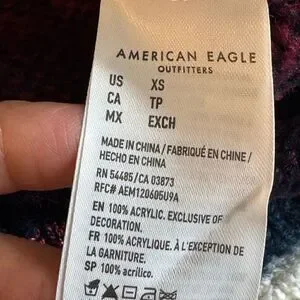 AMERICAN EAGLE
OUTFITTERS
US XS
CA TP
MX EXCH
MADE IN CHINA / FABRIQUÉ EN CHINE /
HECHO EN CHINA
RN 54485/CA 03873
RFC# AEM120605U9A
EN 100% ACRYLIC. EXCLUSIVE OF
DECORATION.
FR 100% ACRYLIQUE. À L'EXCEPTION DE
LA GARNITURE.
SP 100% acrílico.